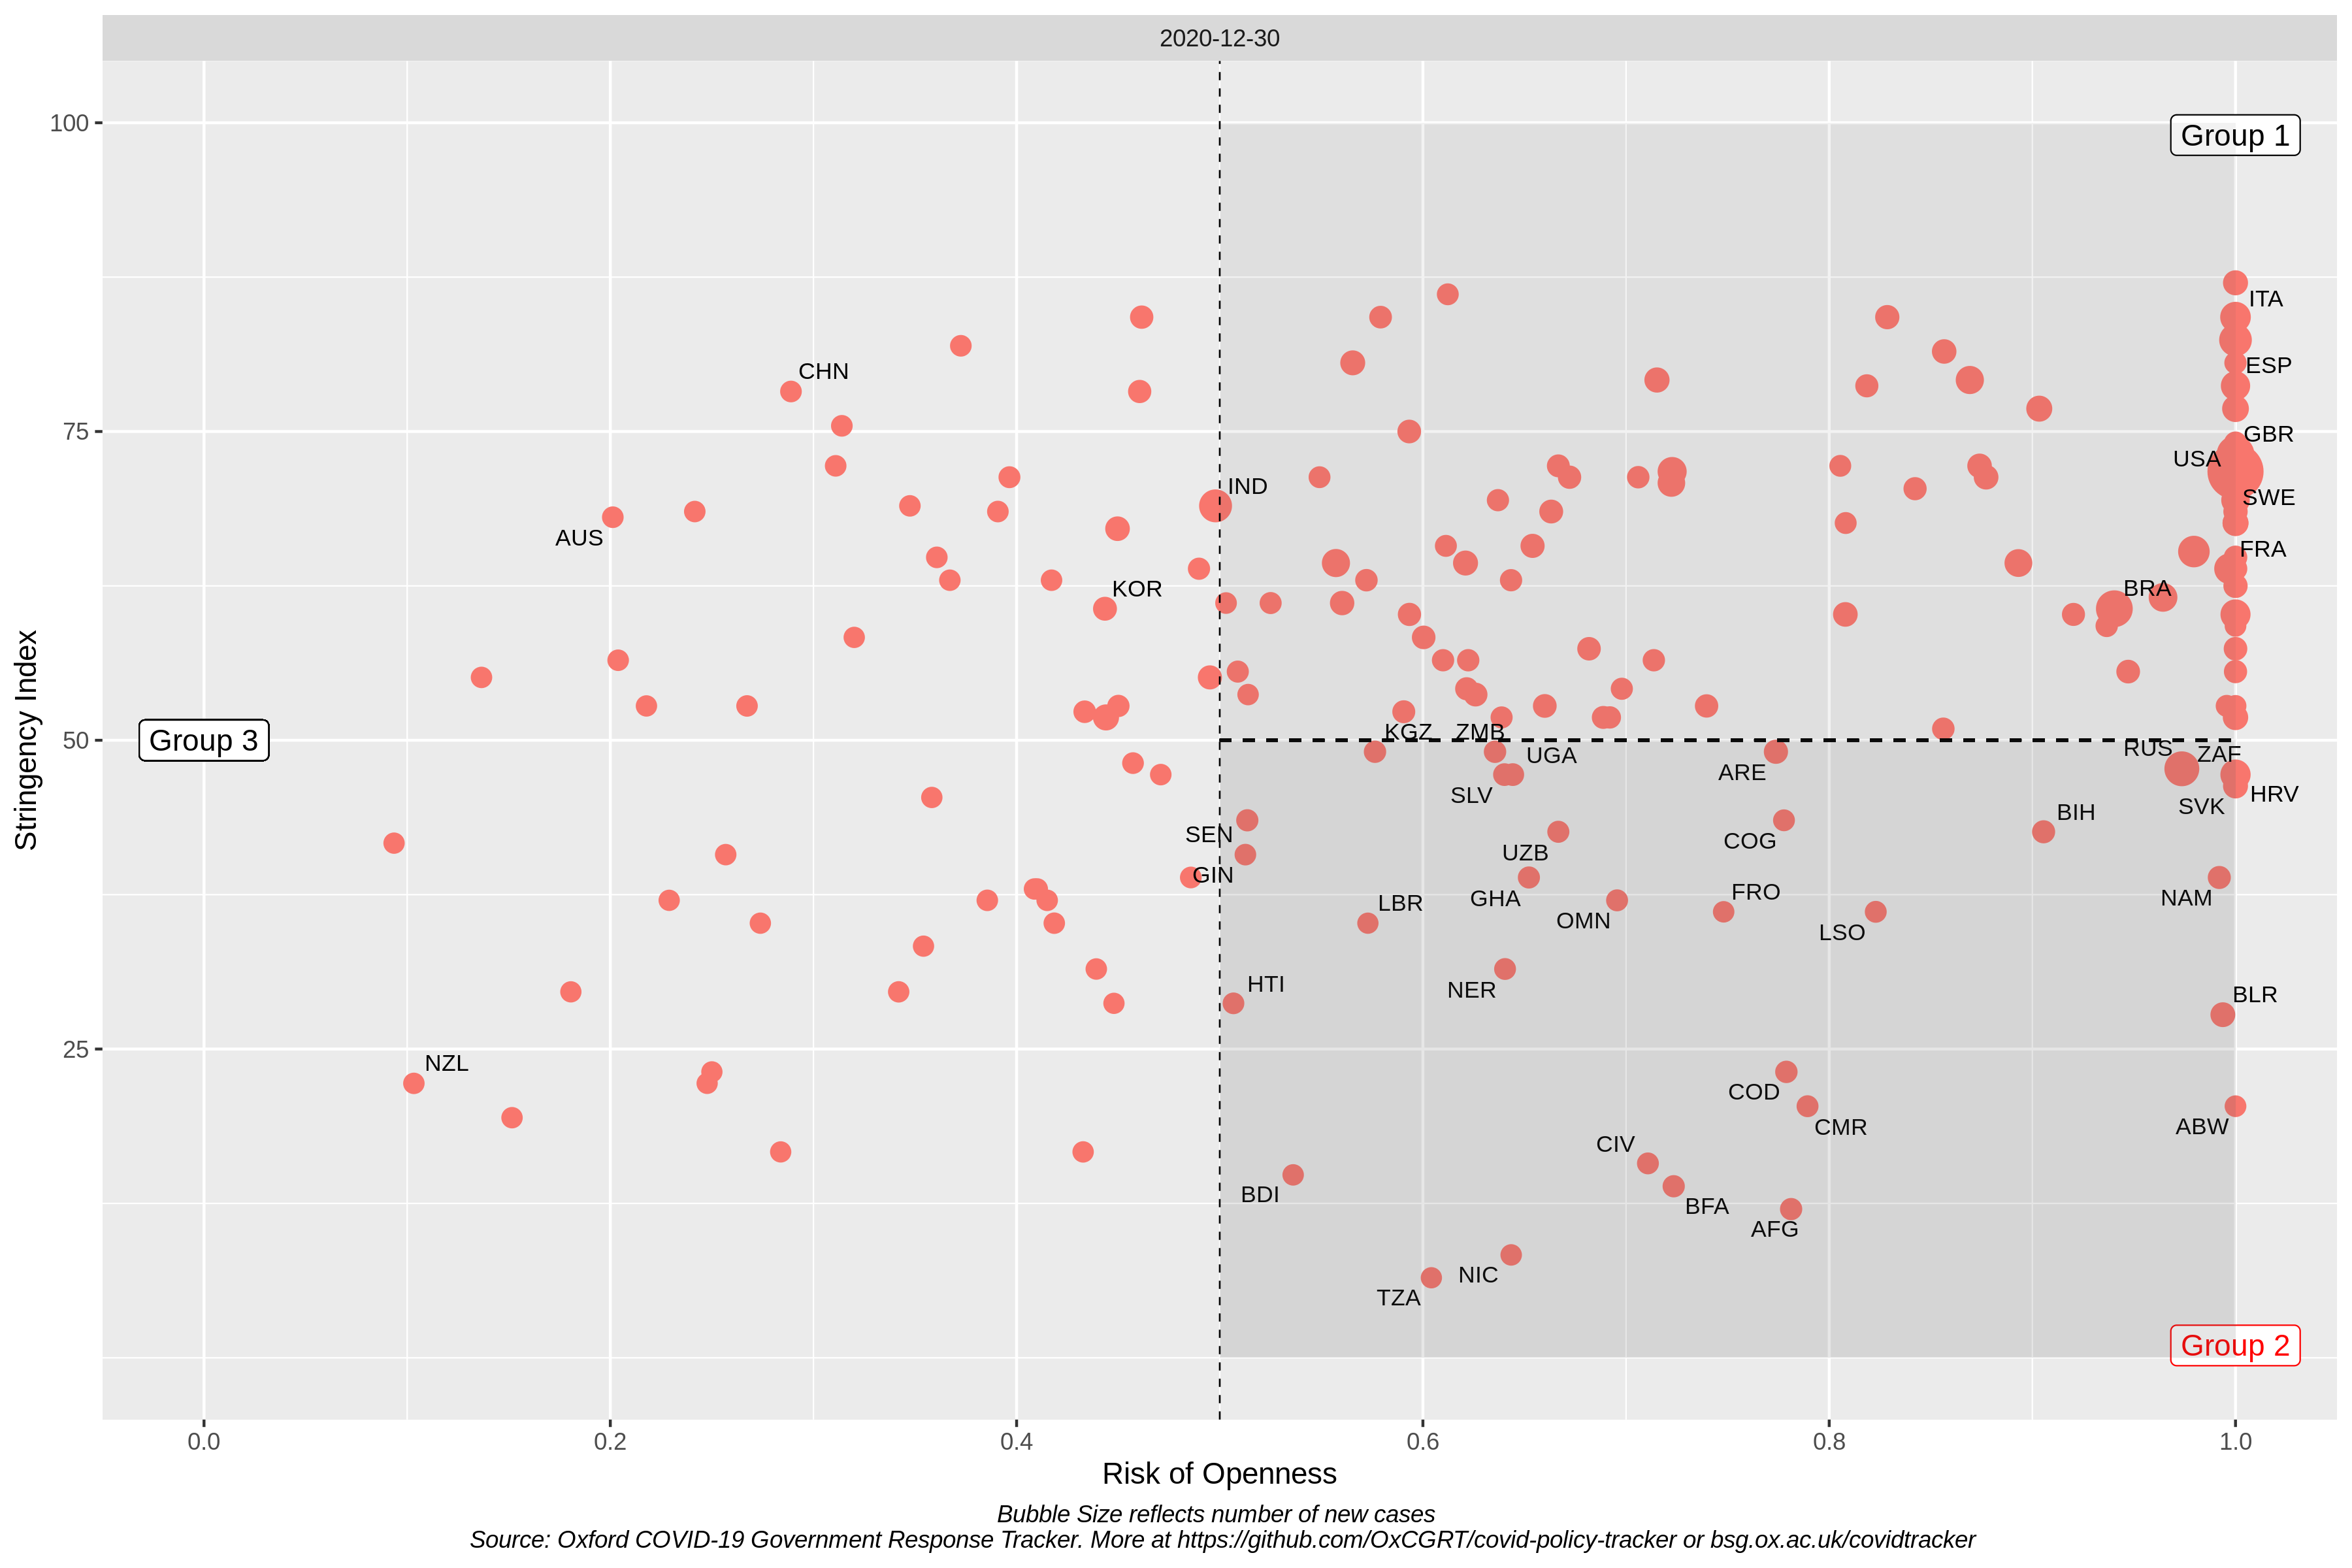 2020-12-30
100
Group 1
ITA
ESP
CHN
75
GBR
USA
IND
SWE
AUS
FRA
KOR
BRA
Stringency Index
Group 3
50
KGZ
ZMB
UGA
RUS
ZAF
ARE
SLV
HRV
SVK
BIH
SEN
COG
UZB
GIN
FRO
GHA
NAM
LBR
OMN
LSO
HTI
NER
BLR
25
NZL
COD
CMR
ABW
CIV
BDI
BFA
AFG
NIC
TZA
Group 2
0.0 0.2 0.4 0.6 0.8 1.0
Risk of Openness
Bubble Size reflects number of new cases
Source: Oxford COVID-19 Government Response Tracker. More at https://github.com/OxCGRT/covid-policy-tracker or bsg.ox.ac.uk/covidtracker